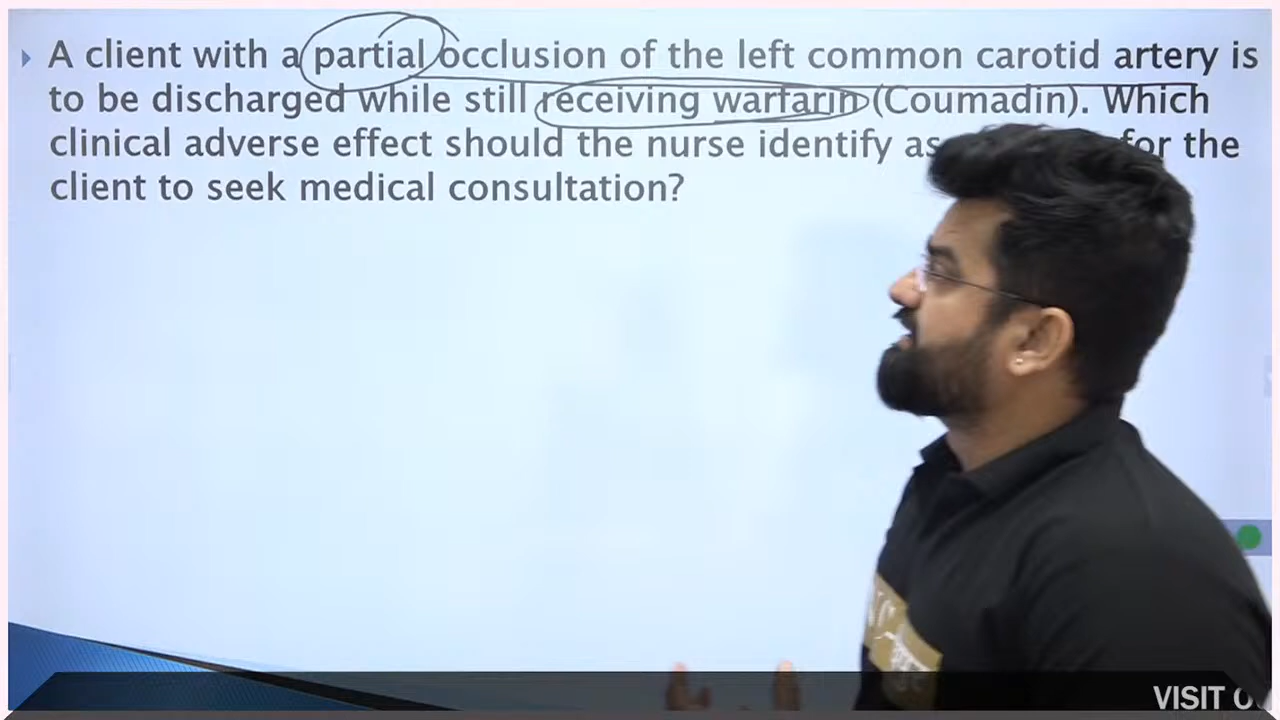 A client with a partial occlusion of the left common carotid artery is
to be discharged while still receiving warfarin (Coumadin). Which
clinical adverse effect should the nurse identify as for the
client to seek medical consultation?
VISIT